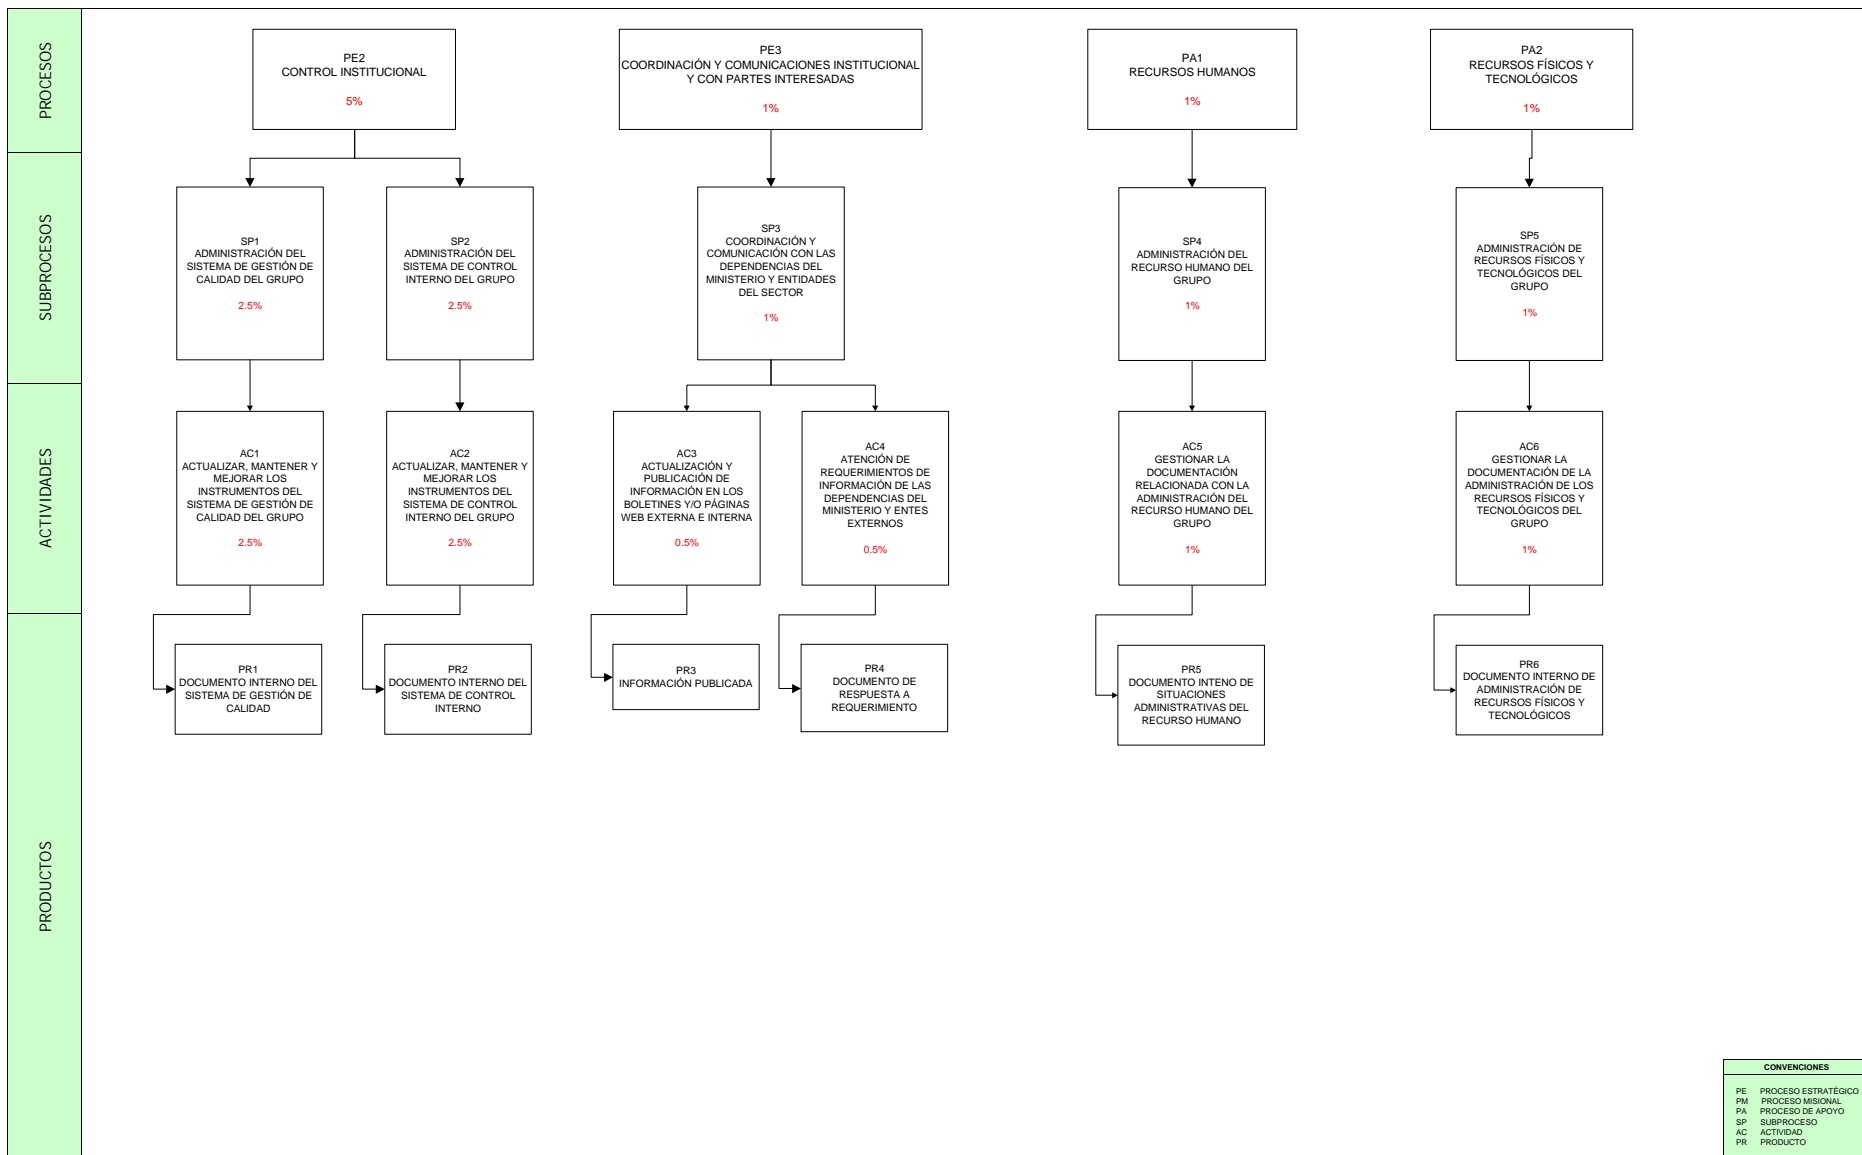 PROCESOS
PE2
CONTROL INSTITUCIONAL
5%
PE3
COORDINACIÓN Y COMUNICACIONES INSTITUCIONAL
Y CON PARTES INTERESADAS
1%
PA1
RECURSOS HUMANOS
1%
PA2
RECURSOS FÍSICOS Y
TECNOLÓGICOS
1%
SUBPROCESOS
SP1
ADMINISTRACIÓN DEL
SISTEMA DE GESTIÓN DE
CALIDAD DEL GRUPO
2.5%
SP2
ADMINISTRACIÓN DEL
SISTEMA DE CONTROL
INTERNO DEL GRUPO
2.5%
SP3
COORDINACIÓN Y
COMUNICACIÓN CON LAS
DEPENDENCIAS DEL
MINISTERIO Y ENTIDADES
DEL SECTOR
1%
SP4
ADMINISTRACIÓN DEL
RECURSO HUMANO DEL
GRUPO
1%
SP5
ADMINISTRACIÓN DE
RECURSOS FÍSICOS Y
TECNOLÓGICOS DEL
GRUPO
1%
ACTIVIDADES
AC1
ACTUALIZAR, MANTENER Y
MEJORAR LOS
INSTRUMENTOS DEL
SISTEMA DE GESTIÓN DE
CALIDAD DEL GRUPO
2.5%
AC2
ACTUALIZAR, MANTENER Y
MEJORAR LOS
INSTRUMENTOS DEL
SISTEMA DE CONTROL
INTERNO DEL GRUPO
2.5%
AC3
ACTUALIZACIÓN Y
PUBLICACIÓN DE
INFORMACIÓN EN LOS
BOLETINES Y/O PÁGINAS
WEB EXTERNA E INTERNA
0.5%
AC4
ATENCIÓN DE
REQUERIMIENTOS DE
INFORMACIÓN DE LAS
DEPENDENCIAS DEL
MINISTERIO Y ENTES
EXTERNOS
0.5%
AC5
GESTIONAR LA
DOCUMENTACIÓN
RELACIONADA CON LA
ADMINISTRACIÓN DEL
RECURSO HUMANO DEL
GRUPO
1%
AC6
GESTIONAR LA
DOCUMENTACIÓN DE LA
ADMINISTRACIÓN DE LOS
RECURSOS FÍSICOS Y
TECNOLÓGICOS DEL
GRUPO
1%
PRODUCTOS
PR1
DOCUMENTO INTERNO DEL
SISTEMA DE GESTIÓN DE
CALIDAD
PR2
DOCUMENTO INTERNO DEL
SISTEMA DE CONTROL
INTERNO
PR3
INFORMACIÓN PUBLICADA
PR4
DOCUMENTO DE
RESPUESTA A
REQUERIMIENTO
PR5
DOCUMENTO INTENO DE
SITUACIONES
ADMINISTRATIVAS DEL
RECURSO HUMANO
PR6
DOCUMENTO INTERNO DE
ADMINISTRACIÓN DE
RECURSOS FÍSICOS Y
TECNOLÓGICOS
CONVENCIONES
PE PROCESO ESTRATÉGICO
PM PROCESO MISIONAL
PA PROCESO DE APOYO
SP SUBPROCESO
AC ACTIVIDAD
PR PRODUCTO